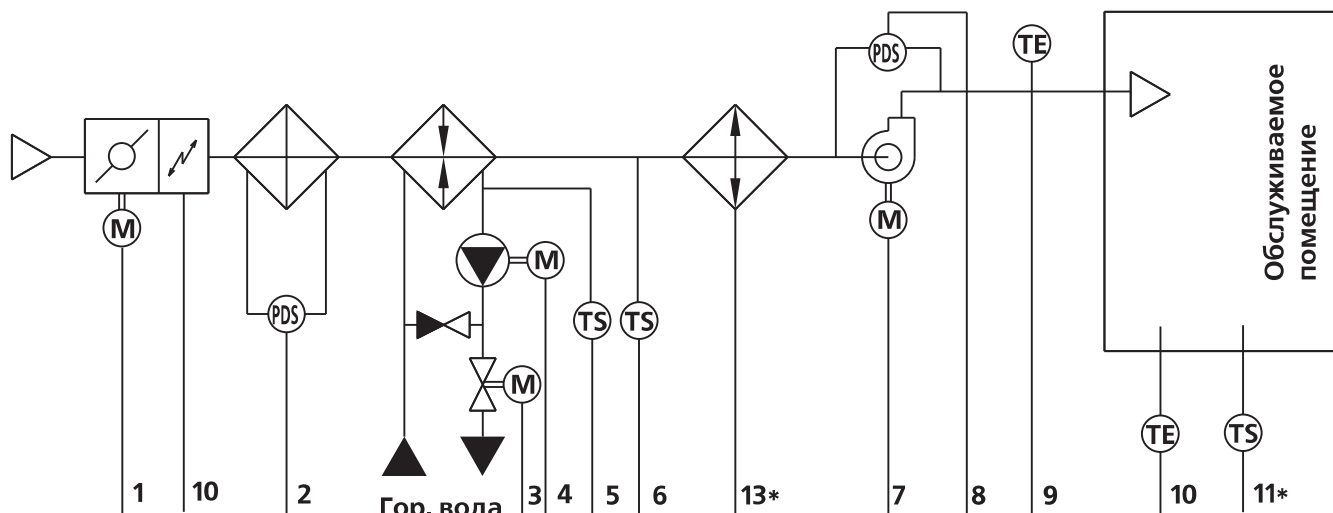 PDS
TE
M
M
Обслуживаемое
помещение
M
PDS
TS
TS
M
TE
TS
1
10
2
Гор. вода
3
4
5
6
13*
7
8
9
10
11*